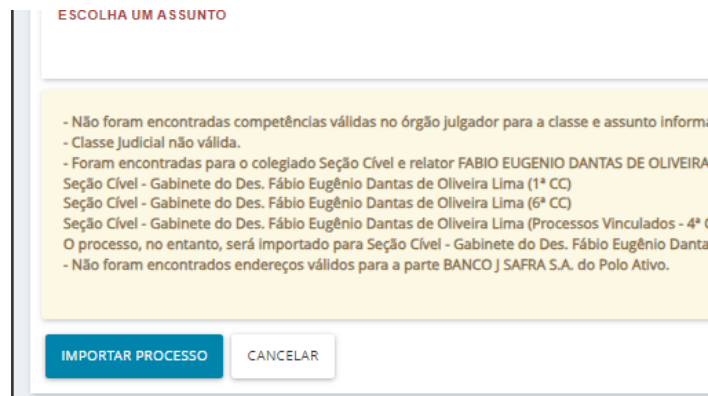 ESCOLHA UM ASSUNTO
- Não foram encontradas competências válidas no órgão julgador para a classe e assunto
- Classe Judicial não válida.
- Foram encontradas para o colegiado Seção Cível e relator FABIO EUGENIO DANTAS DE OLIVEIRA
Seção Cível - Gabinete do Des. Fábio Eugênio Dantas de Oliveira Lima (1ª CC)
Seção Cível - Gabinete do Des. Fábio Eugênio Dantas de Oliveira Lima (6ª CC)
Seção Cível - Gabinete do Des. Fábio Eugênio Dantas de Oliveira Lima (Processos Vinculados - 4ª
O processo, no entanto, será importado para Seção Cível - Gabinete do Des. Fábio Eugênio
- Não foram encontrados endereços válidos para a parte BANCO J SAFRA S.A. do Polo Ativo.
IMPORTAR PROCESSO
CANCELAR